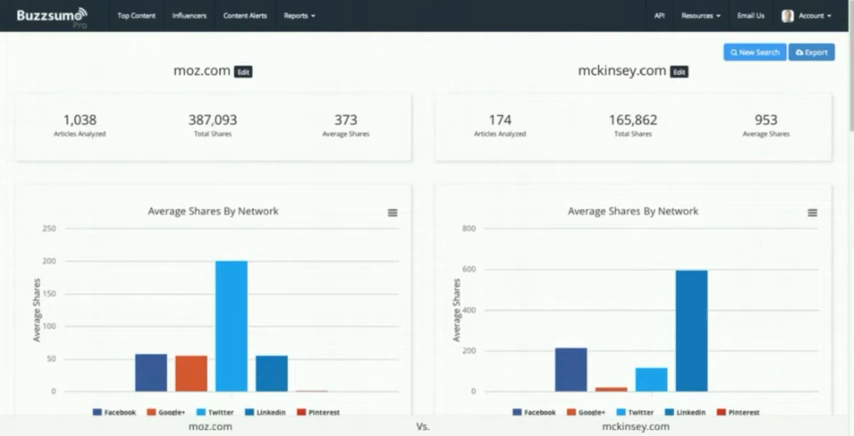 Buzzsumo Pro Top Content Influencers Content Alerts Reports API Resources Email Us Account
New Search Export
moz.com Edit
1,038 387,093 373
Articles Analyzed Total Shares Average Shares
Average Shares By Network
250
200
150
100
50
0
Average Shares
Facebook Google+ Twitter Linkedin Pinterest
mckinsey.com Edit
174 165,862 953
Articles Analyzed Total Shares Average Shares
Average Shares By Network
800
600
400
200
0
Average Shares
Facebook Google+ Twitter Linkedin Pinterest
moz.com Vs. mckinsey.com